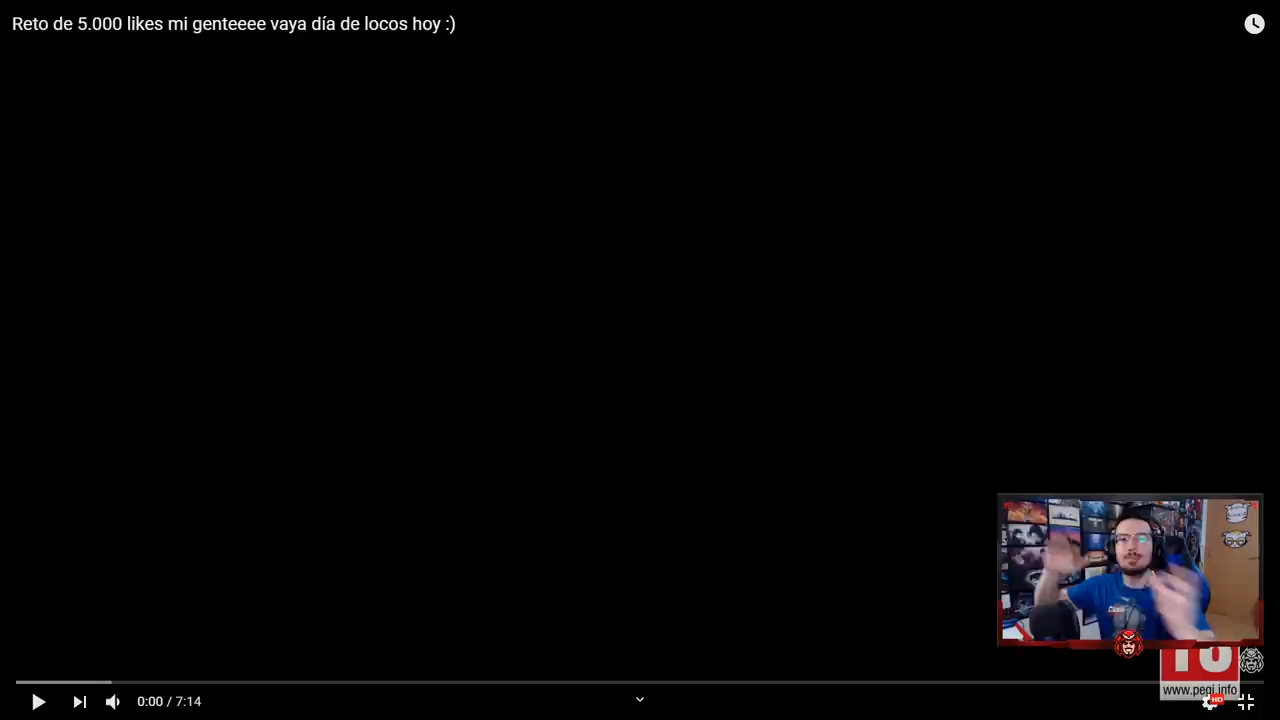 Reto de 5.000 likes mi genteeee vaya día de locos hoy :)
www.pegi.info
0:00 / 7:14
HD